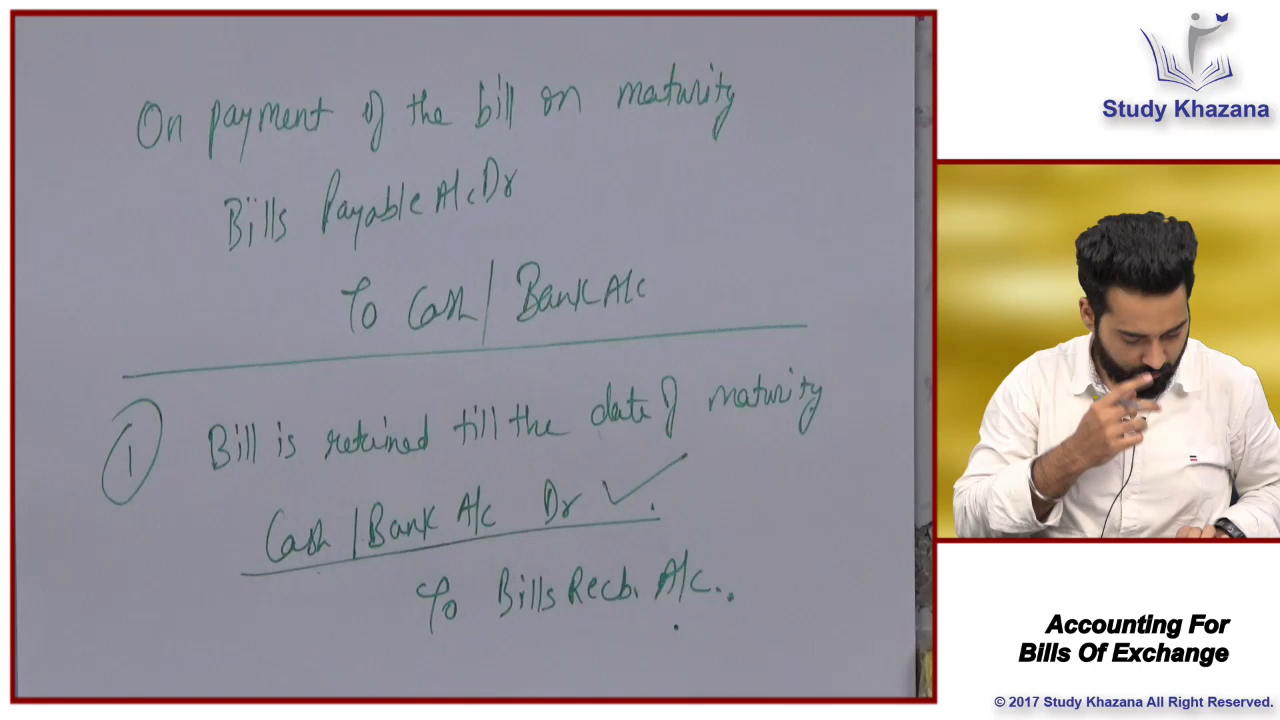 On payment of the bill on maturity
Bills Payable A/c Dr
To Cash / Bank A/c
1 Bill is retained till the date of maturity
Cash / Bank A/c Dr ✓.
To Bills Recb. A/c..
Study Khazana
Accounting For
Bills Of Exchange
© 2017 Study Khazana All Right Reserved.